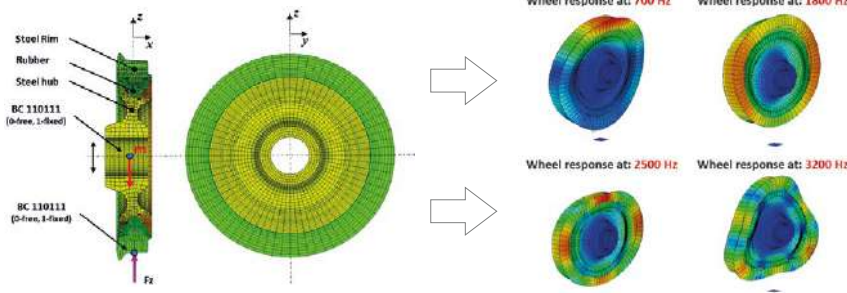 z
x
Steel Rim
Rubber
Steel hub
BC 110111
(0-free, 1-fixed)
m
BC 110111
(0-free, 1-fixed)
Fz
z
y
Wheel response at: 700 Hz
Wheel response at: 1800 Hz
Wheel response at: 2500 Hz
Wheel response at: 3200 Hz